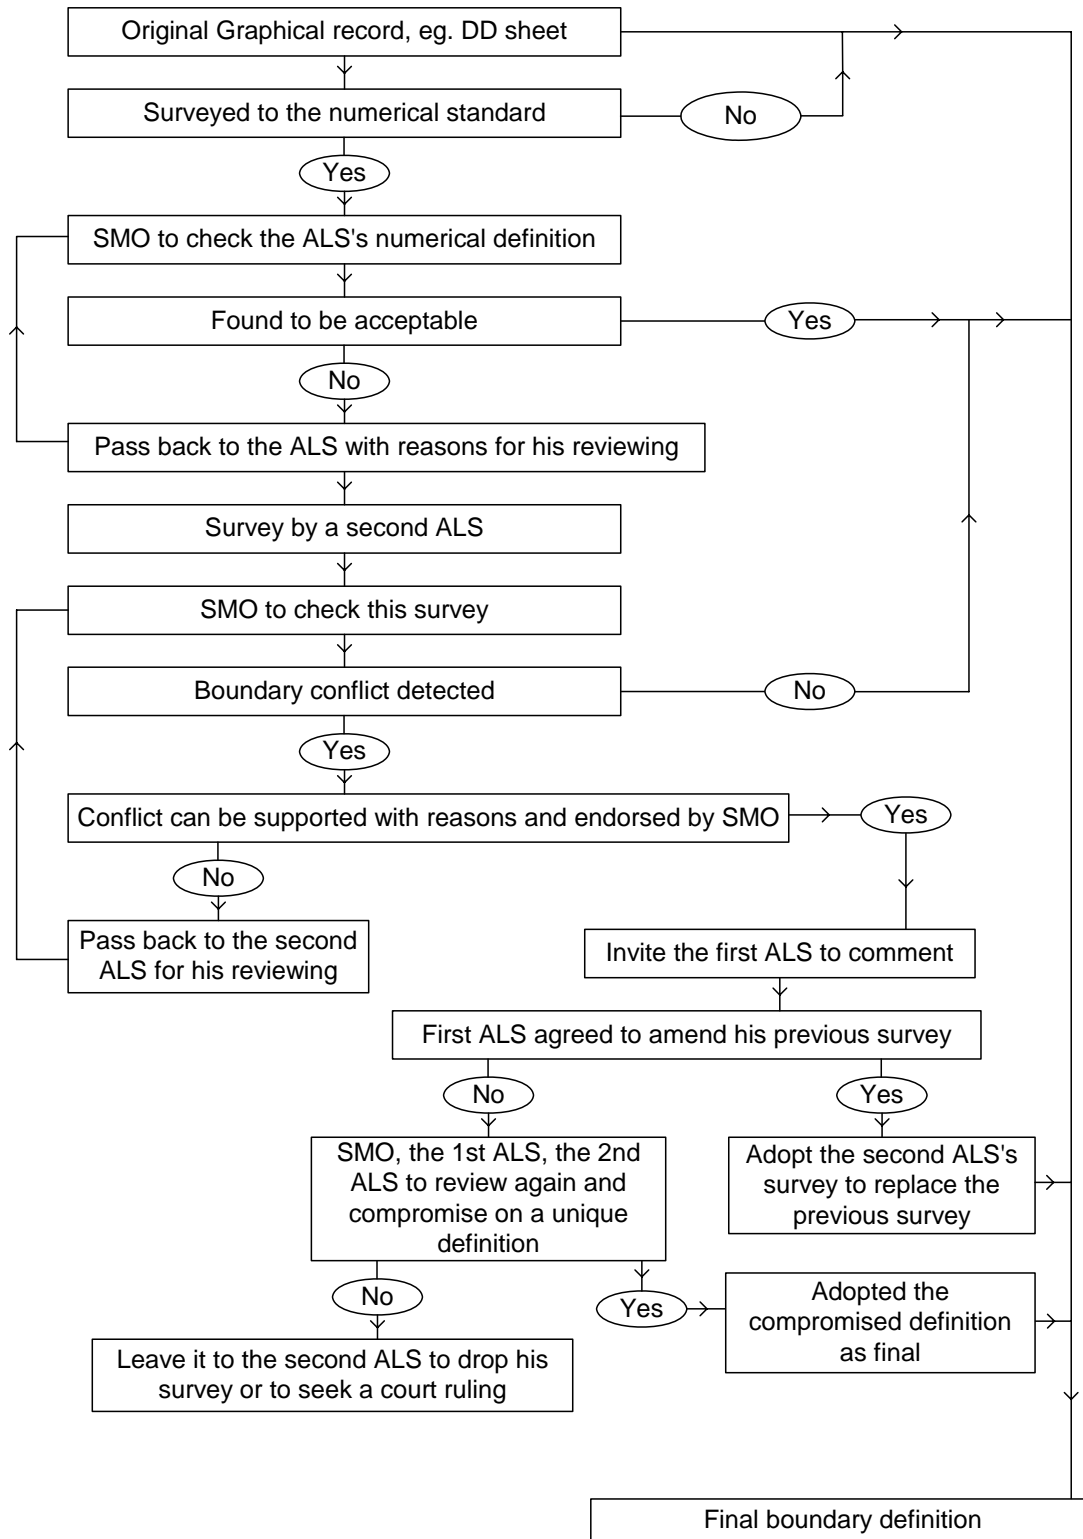 Original Graphical record, eg. DD sheet
Surveyed to the numerical standard
No
Yes
SMO to check the ALS's numerical definition
Found to be acceptable
Yes
No
Pass back to the ALS with reasons for his reviewing
Survey by a second ALS
SMO to check this survey
Boundary conflict detected
No
Yes
Conflict can be supported with reasons and endorsed by SMO
Yes
No
Pass back to the second
ALS for his reviewing
Invite the first ALS to comment
First ALS agreed to amend his previous survey
No
Yes
SMO, the 1st ALS, the 2nd
ALS to review again and
compromise on a unique
definition
Adopt the second ALS's
survey to replace the
previous survey
No
Yes
Adopted the
compromised definition
as final
Leave it to the second ALS to drop his
survey or to seek a court ruling
Final boundary definition